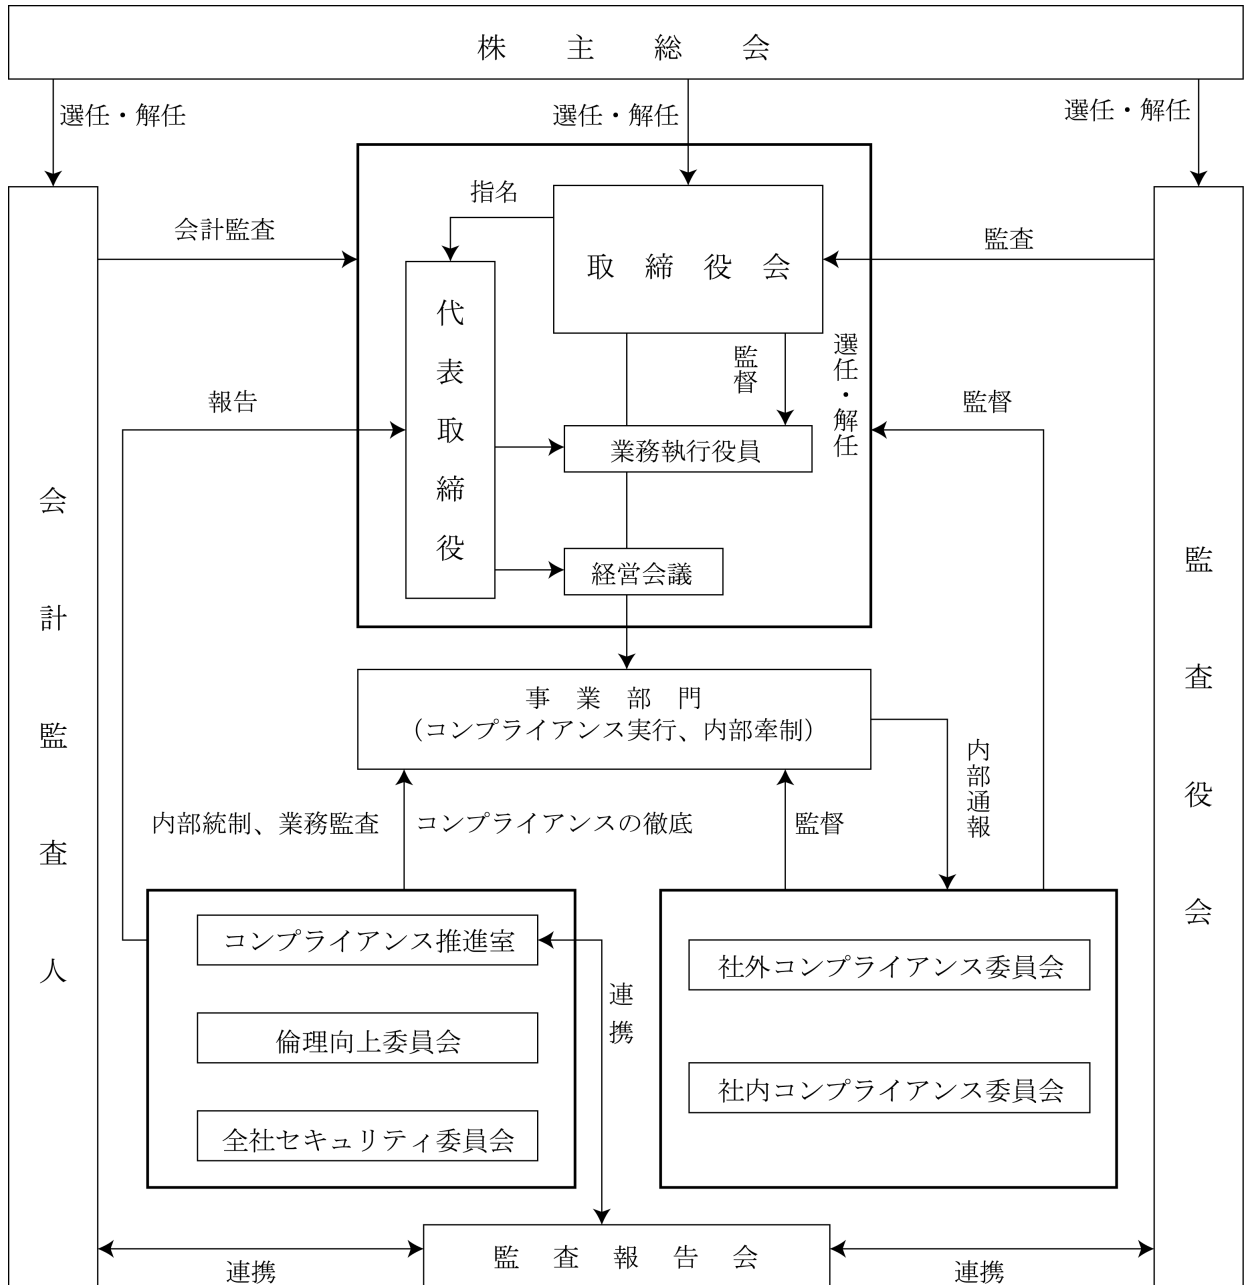 株主総会
選任・解任
選任・解任
選任・解任
指名
会計監査
取締役会
監査
代表取締役
監督
選任・解任
報告
監督
業務執行役員
経営会議
会計監査人
監査役会
事業部門
（コンプライアンス実行、内部牽制）
内部通報
内部統制、業務監査
コンプライアンスの徹底
監督
コンプライアンス推進室
社外コンプライアンス委員会
連携
倫理向上委員会
社内コンプライアンス委員会
全社セキュリティ委員会
監査報告会
連携
連携